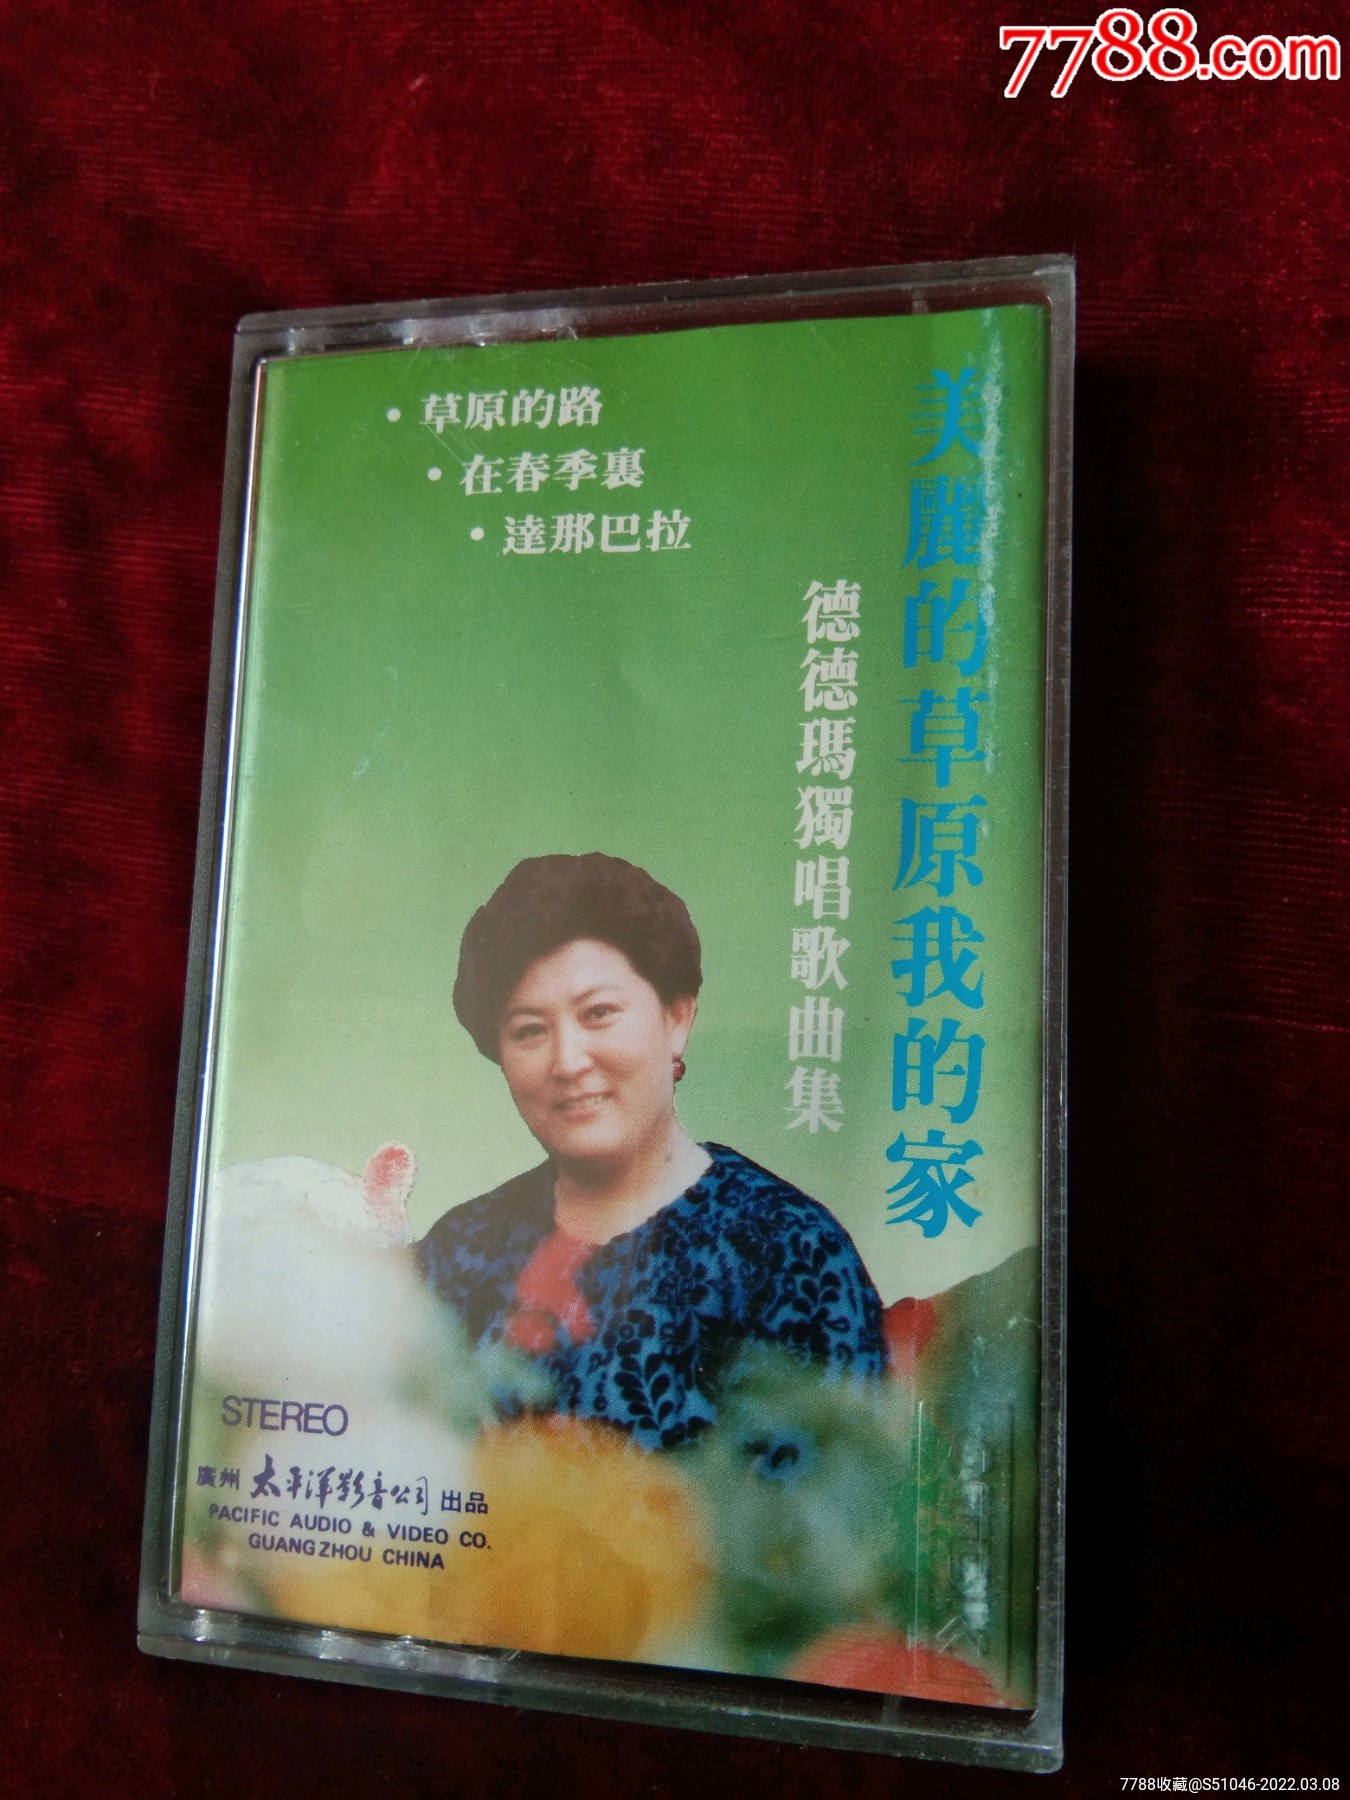 7788.com
美麗的草原我的家
德德瑪獨唱歌曲集
·草原的路
·在春季裏
·達那巴拉
STEREO
廣州 太平洋影音公司 出品
PACIFIC AUDIO & VIDEO CO.
GUANGZHOU CHINA
7788收藏@S51046-2022.03.08